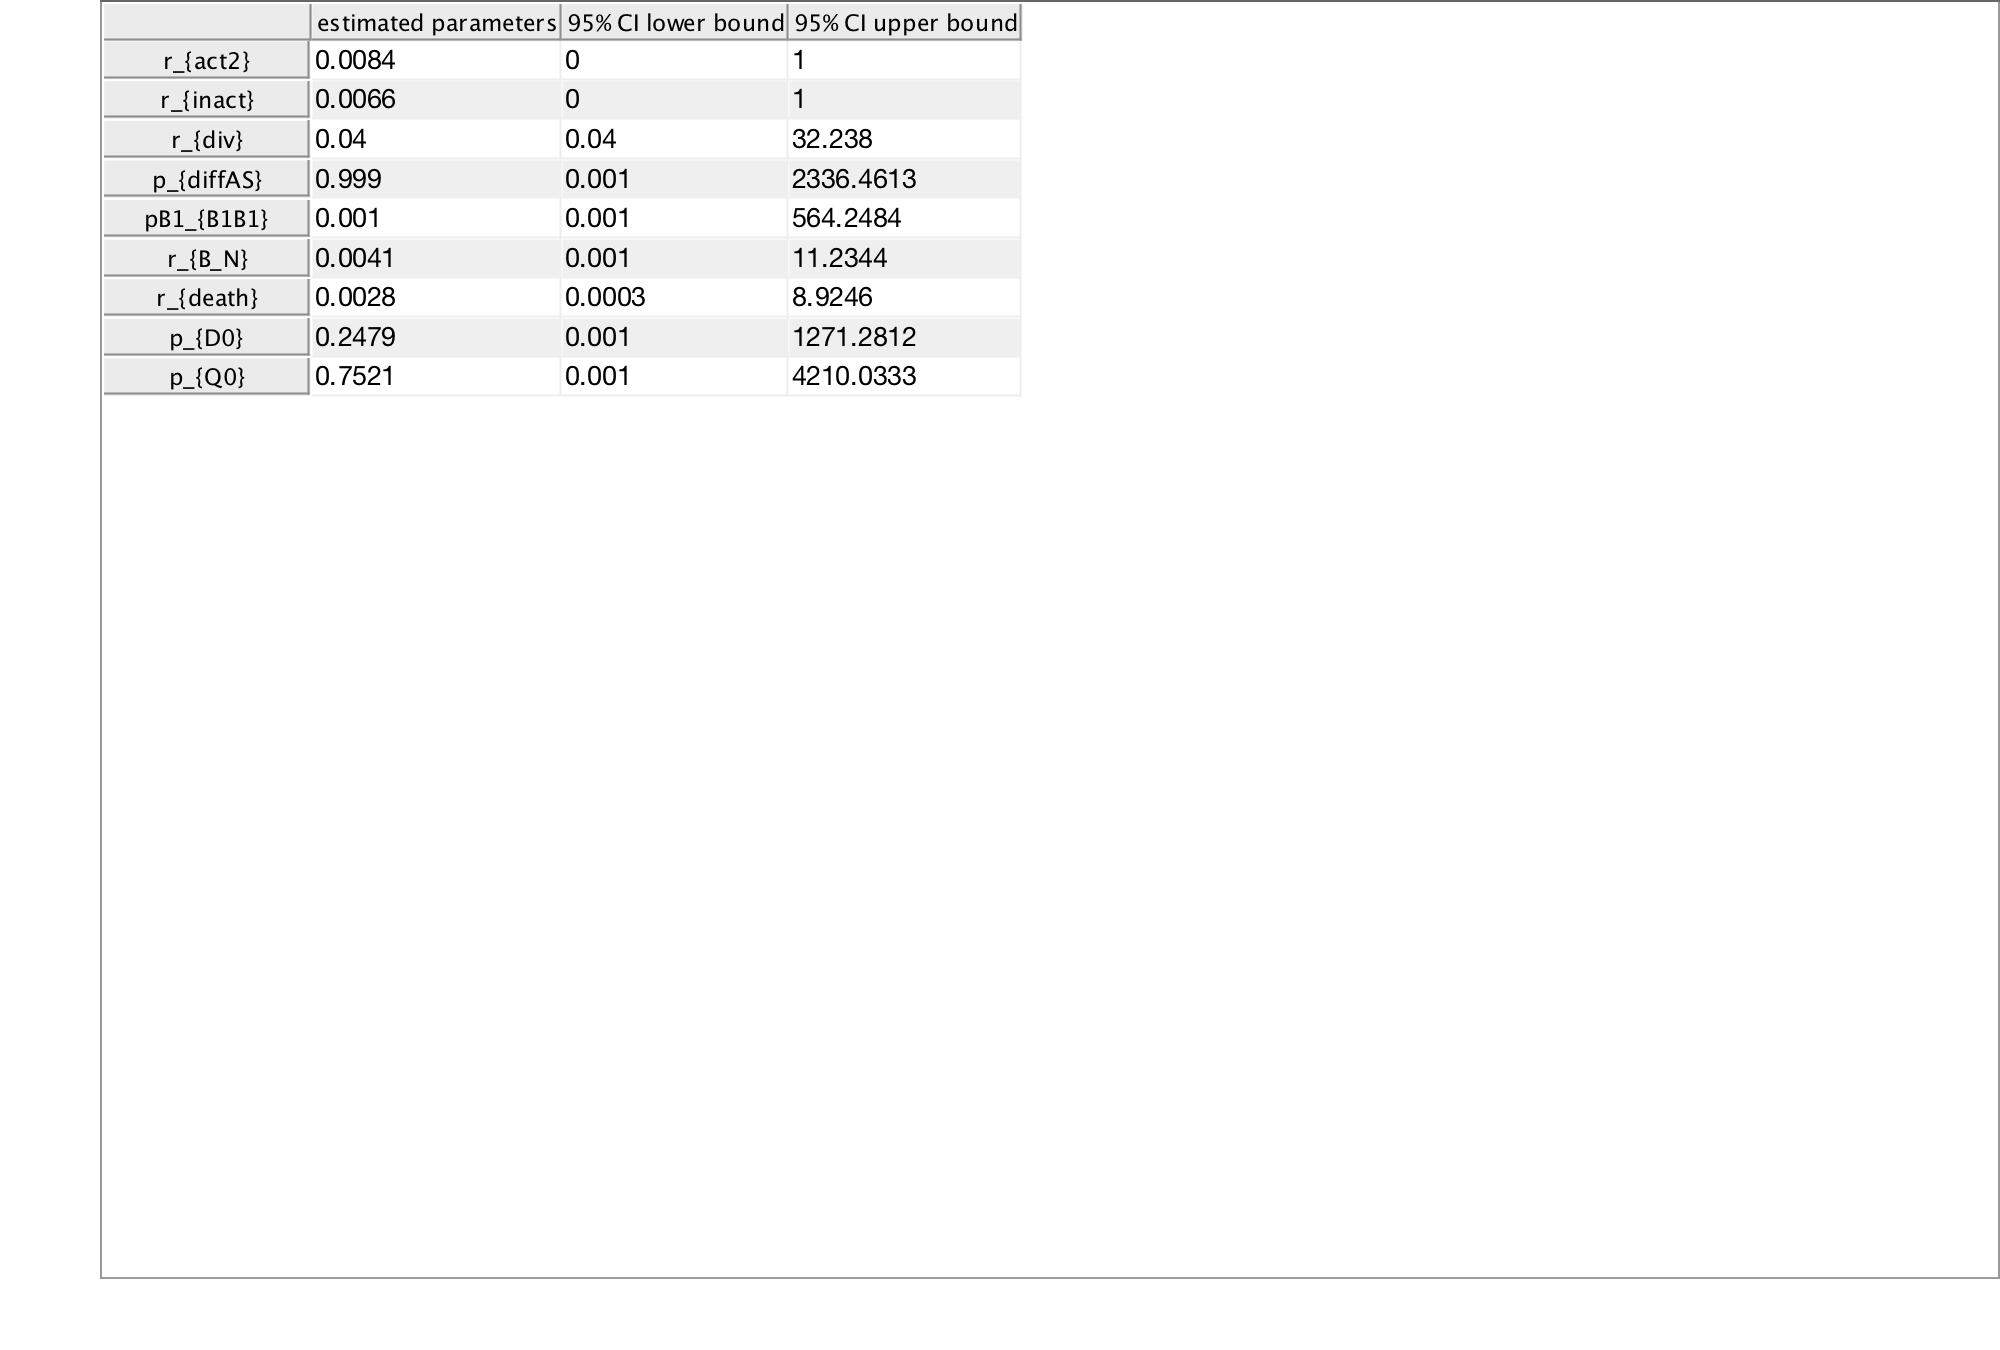 estimated parameters 95% CI lower bound 95% CI upper bound
r_{act2} 0.0084 0 1
r_{inact} 0.0066 0 1
r_{div} 0.04 0.04 32.238
p_{diffAS} 0.999 0.001 2336.4613
pB1_{B1B1} 0.001 0.001 564.2484
r_{B_N} 0.0041 0.001 11.2344
r_{death} 0.0028 0.0003 8.9246
p_{D0} 0.2479 0.001 1271.2812
p_{Q0} 0.7521 0.001 4210.0333